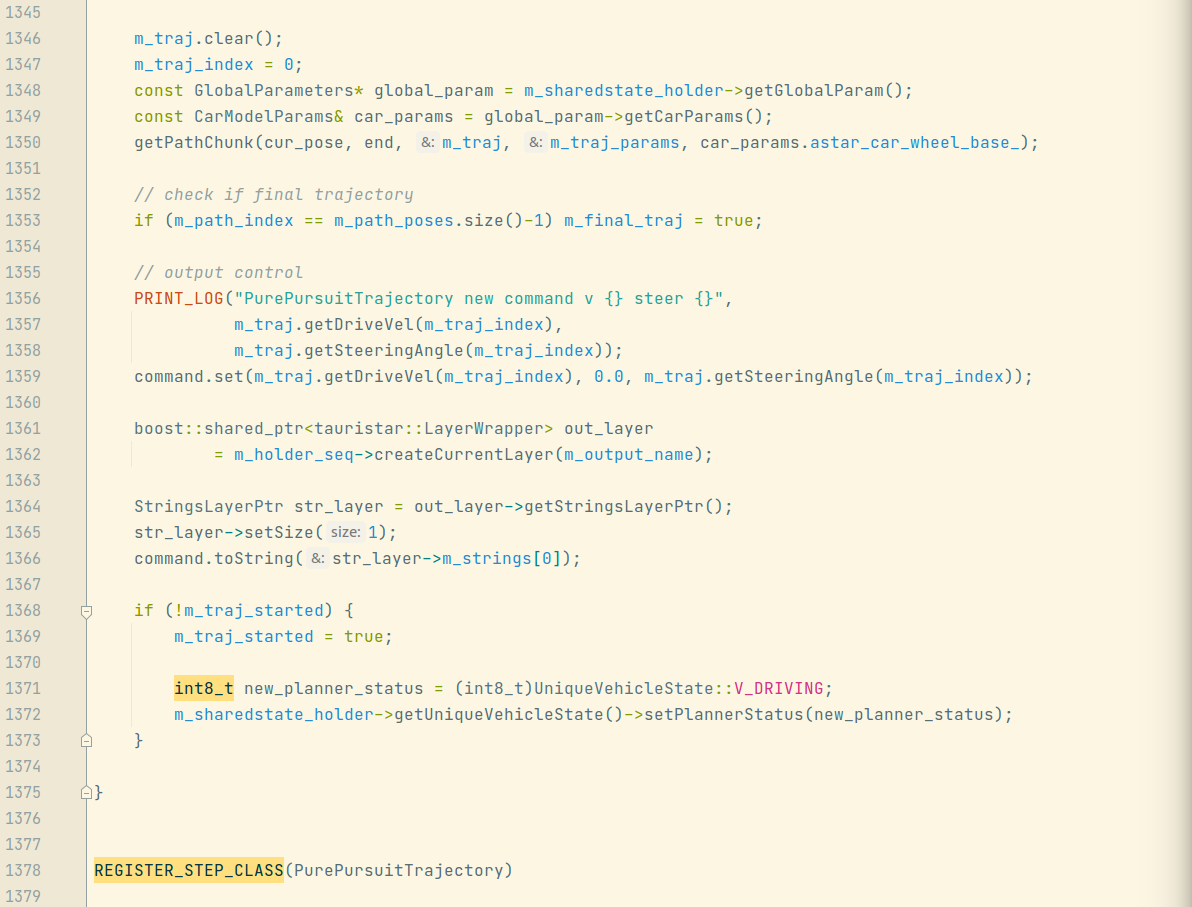 1345
1346 m_traj.clear();
1347 m_traj_index = 0;
1348 const GlobalParameters* global_param = m_sharedstate_holder->getGlobalParam();
1349 const CarModelParams& car_params = global_param->getCarParams();
1350 getPathChunk(cur_pose, end, &: m_traj, &: m_traj_params, car_params.astar_car_wheel_base_);
1351
1352 // check if final trajectory
1353 if (m_path_index == m_path_poses.size()-1) m_final_traj = true;
1354
1355 // output control
1356 PRINT_LOG("PurePursuitTrajectory new command v {} steer {}",
1357 m_traj.getDriveVel(m_traj_index),
1358 m_traj.getSteeringAngle(m_traj_index));
1359 command.set(m_traj.getDriveVel(m_traj_index), 0.0, m_traj.getSteeringAngle(m_traj_index));
1360
1361 boost::shared_ptr<tauristar::LayerWrapper> out_layer
1362 = m_holder_seq->createCurrentLayer(m_output_name);
1363
1364 StringsLayerPtr str_layer = out_layer->getStringsLayerPtr();
1365 str_layer->setSize( size: 1);
1366 command.toString( &: str_layer->m_strings[0]);
1367
1368 if (!m_traj_started) {
1369 m_traj_started = true;
1370
1371 int8_t new_planner_status = (int8_t)UniqueVehicleState::V_DRIVING;
1372 m_sharedstate_holder->getUniqueVehicleState()->setPlannerStatus(new_planner_status);
1373 }
1374
1375 }
1376
1377
1378 REGISTER_STEP_CLASS(PurePursuitTrajectory)
1379